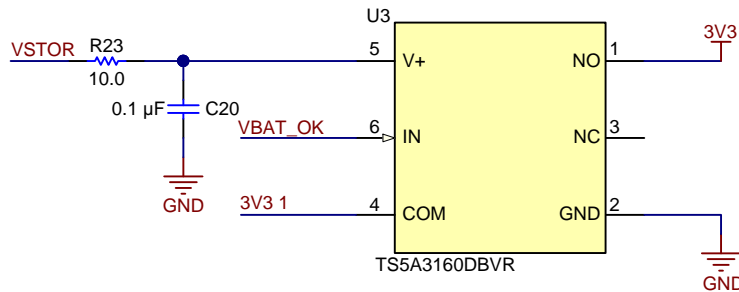 U3
VSTOR
R23
10.0
5
V+
NO
1
3V3
0.1 µF
C20
VBAT_OK
6
IN
NC
3
GND
3V3 1
4
COM
GND
2
TS5A3160DBVR
GND